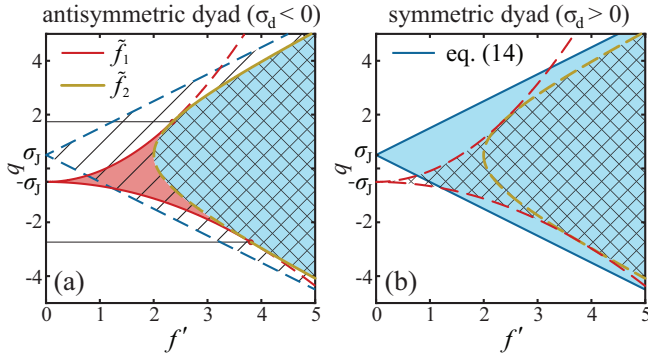 antisymmetric dyad (σd < 0)
symmetric dyad (σd > 0)
f̃1
f̃2
eq. (14)
4
2
σJ
-σJ
-2
-4
q
(a)
0 1 2 3 4 5
f′
4
2
σJ
-σJ
-2
-4
q
(b)
0 1 2 3 4 5
f′